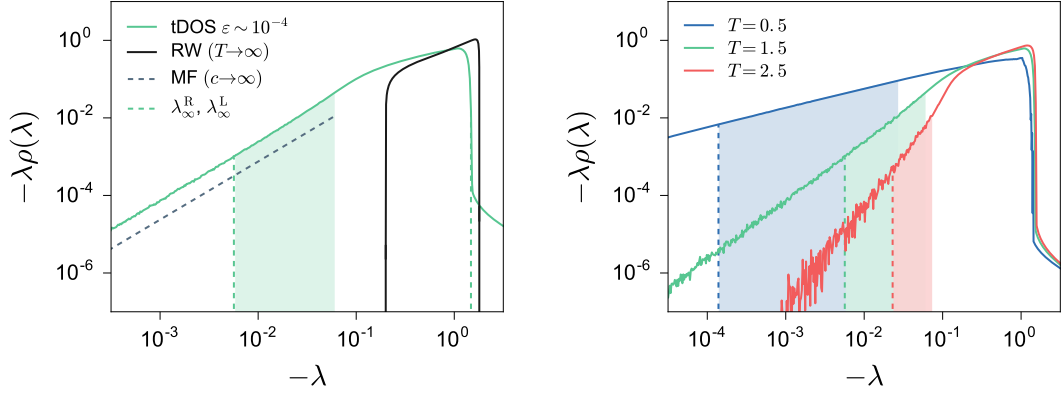 tDOS ε ∼ 10⁻⁴
RW (T→∞)
MF (c→∞)
λ∞ᴿ, λ∞ᴸ
−λρ(λ)
10⁰
10⁻²
10⁻⁴
10⁻⁶
10⁻³
10⁻²
10⁻¹
10⁰
−λ
T = 0.5
T = 1.5
T = 2.5
−λρ(λ)
10⁰
10⁻²
10⁻⁴
10⁻⁶
10⁻⁴
10⁻³
10⁻²
10⁻¹
10⁰
−λ